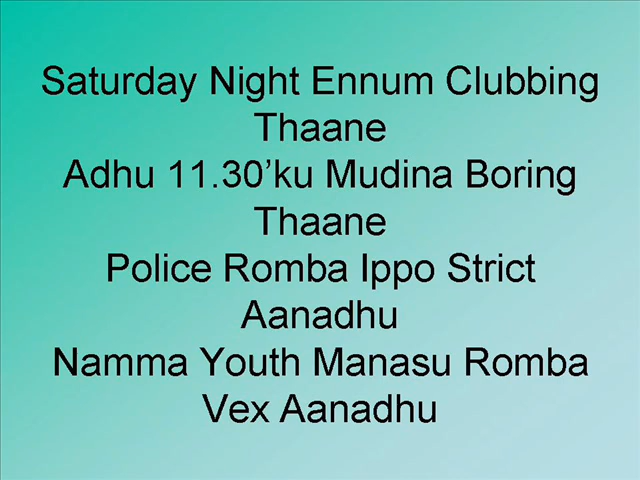 Saturday Night Ennum Clubbing
Thaane
Adhu 11.30’ku Mudina Boring
Thaane
Police Romba Ippo Strict
Aanadhu
Namma Youth Manasu Romba
Vex Aanadhu